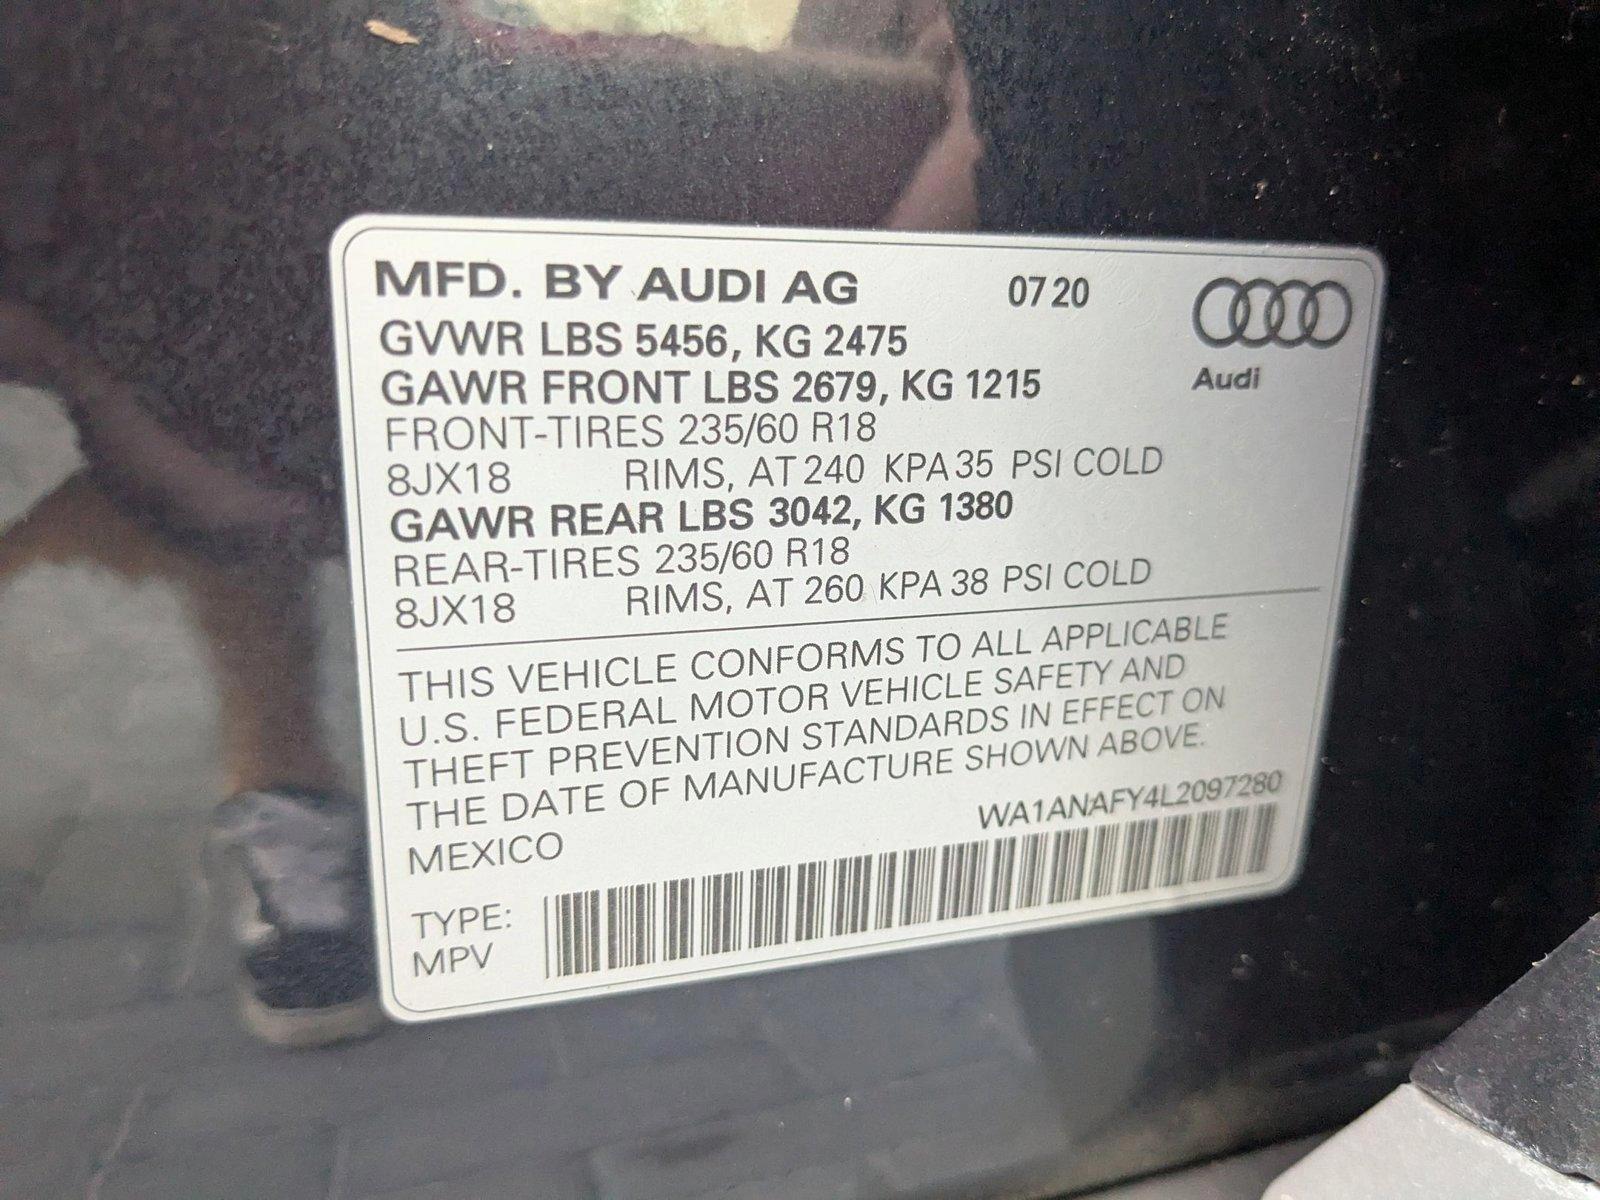 MFD. BY AUDI AG 07 20
GVWR LBS 5456, KG 2475
GAWR FRONT LBS 2679, KG 1215
Audi
FRONT-TIRES 235/60 R18
8JX18 RIMS, AT 240 KPA 35 PSI COLD
GAWR REAR LBS 3042, KG 1380
REAR-TIRES 235/60 R18
8JX18 RIMS, AT 260 KPA 38 PSI COLD
THIS VEHICLE CONFORMS TO ALL APPLICABLE
U.S. FEDERAL MOTOR VEHICLE SAFETY AND
THEFT PREVENTION STANDARDS IN EFFECT ON
THE DATE OF MANUFACTURE SHOWN ABOVE.
WA1ANAFY4L2097280
MEXICO
TYPE:
MPV